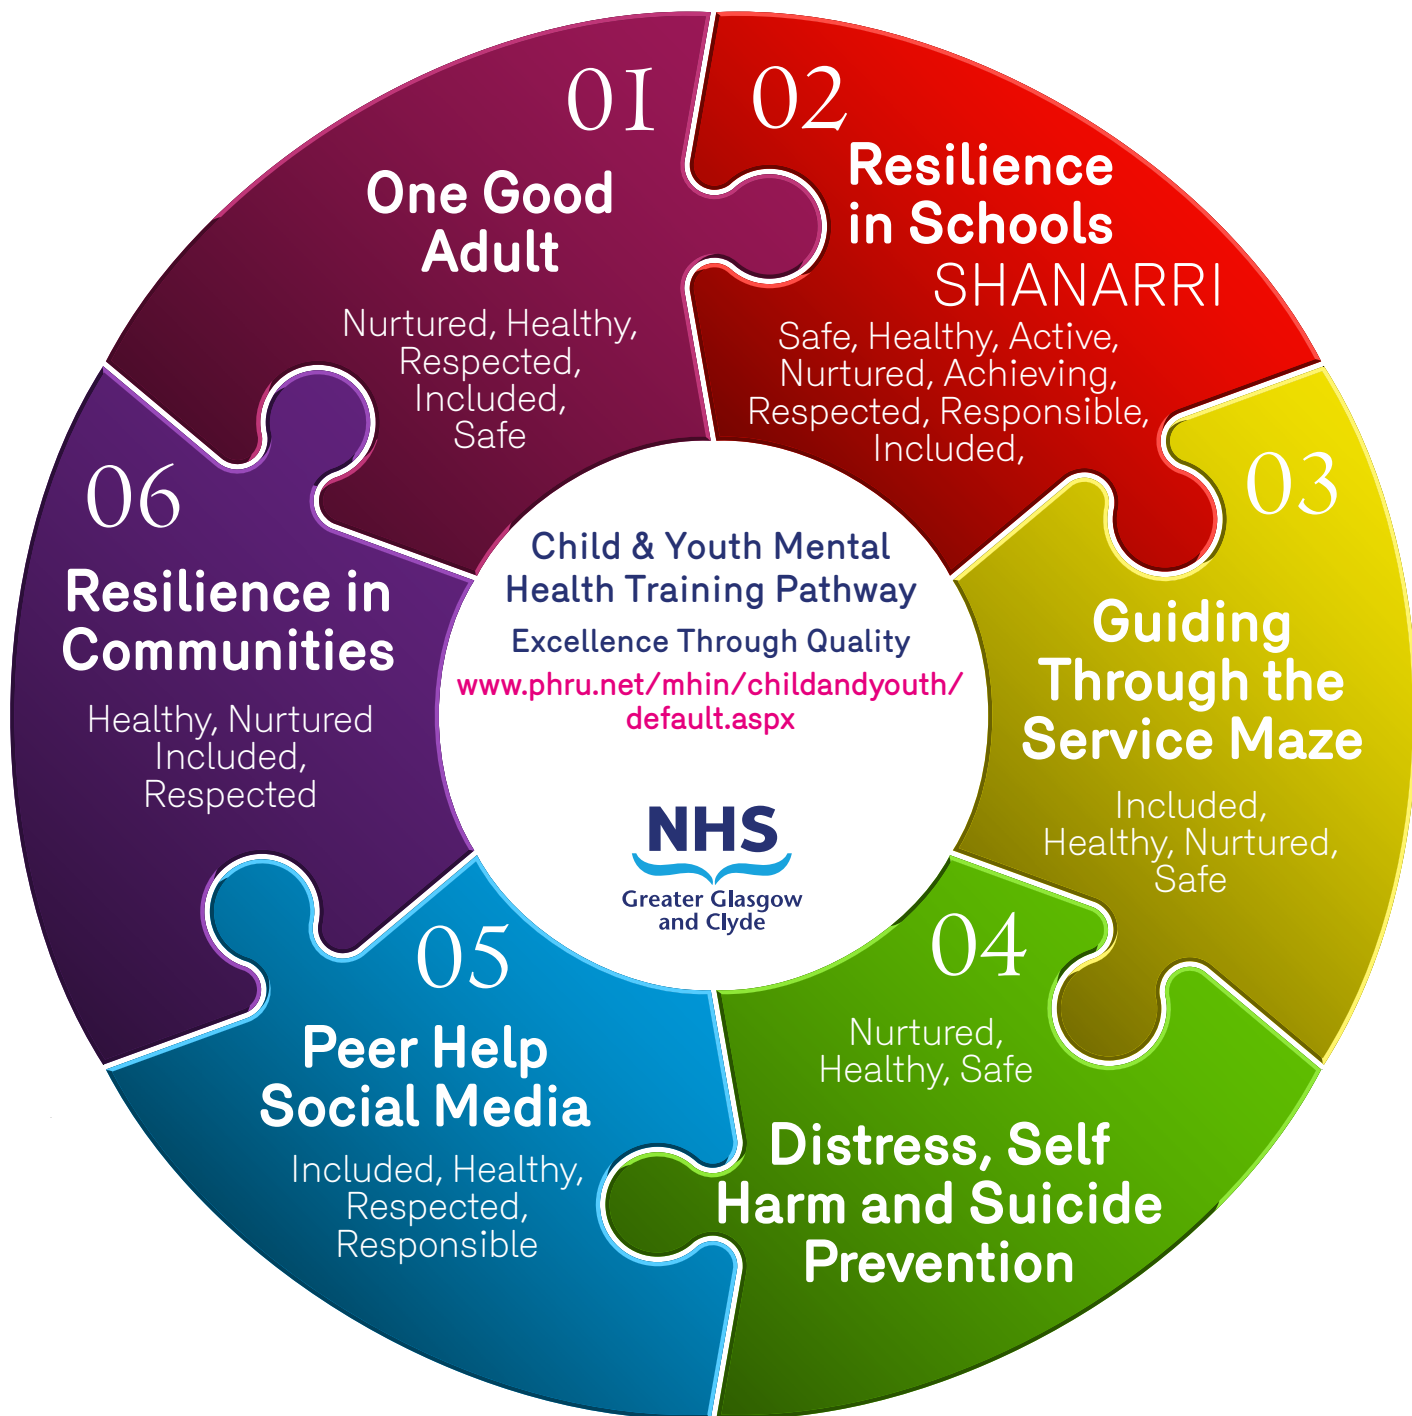 01
One Good
Adult
Nurtured, Healthy,
Respected,
Included,
Safe
02
Resilience
in Schools
SHANARRI
Safe, Healthy, Active,
Nurtured, Achieving,
Respected, Responsible,
Included,
03
Guiding
Through the
Service Maze
Included,
Healthy, Nurtured,
Safe
04
Nurtured,
Healthy, Safe
Distress, Self
Harm and Suicide
Prevention
05
Peer Help
Social Media
Included, Healthy,
Respected,
Responsible
06
Resilience in
Communities
Healthy, Nurtured
Included,
Respected
Child & Youth Mental
Health Training Pathway
Excellence Through Quality
www.phru.net/mhin/childandyouth/
default.aspx
NHS
Greater Glasgow
and Clyde